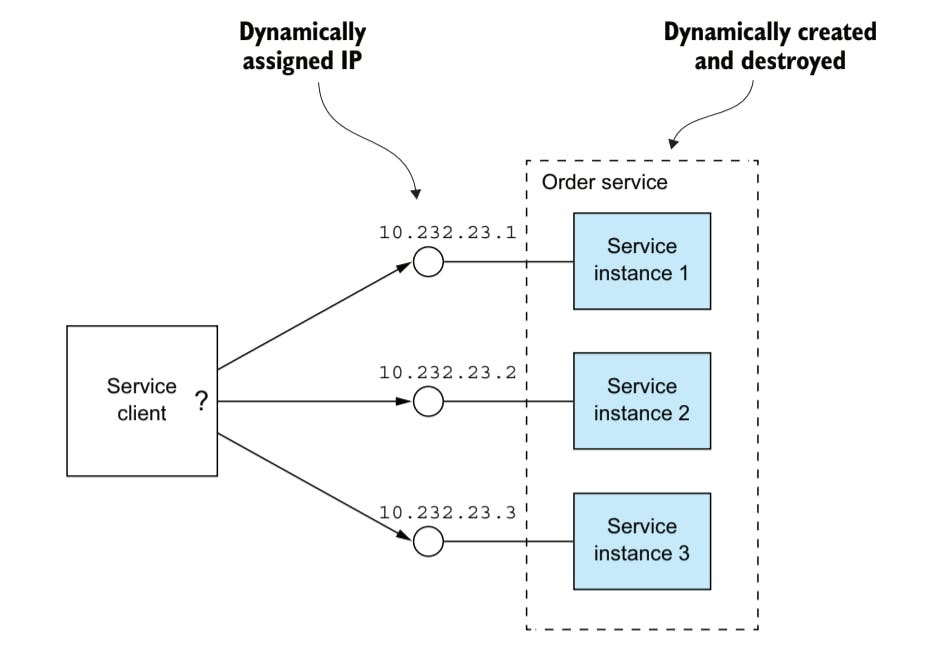 Dynamically
assigned IP
Dynamically created
and destroyed
Order service
10.232.23.1
Service
instance 1
10.232.23.2
Service
client
?
Service
instance 2
10.232.23.3
Service
instance 3